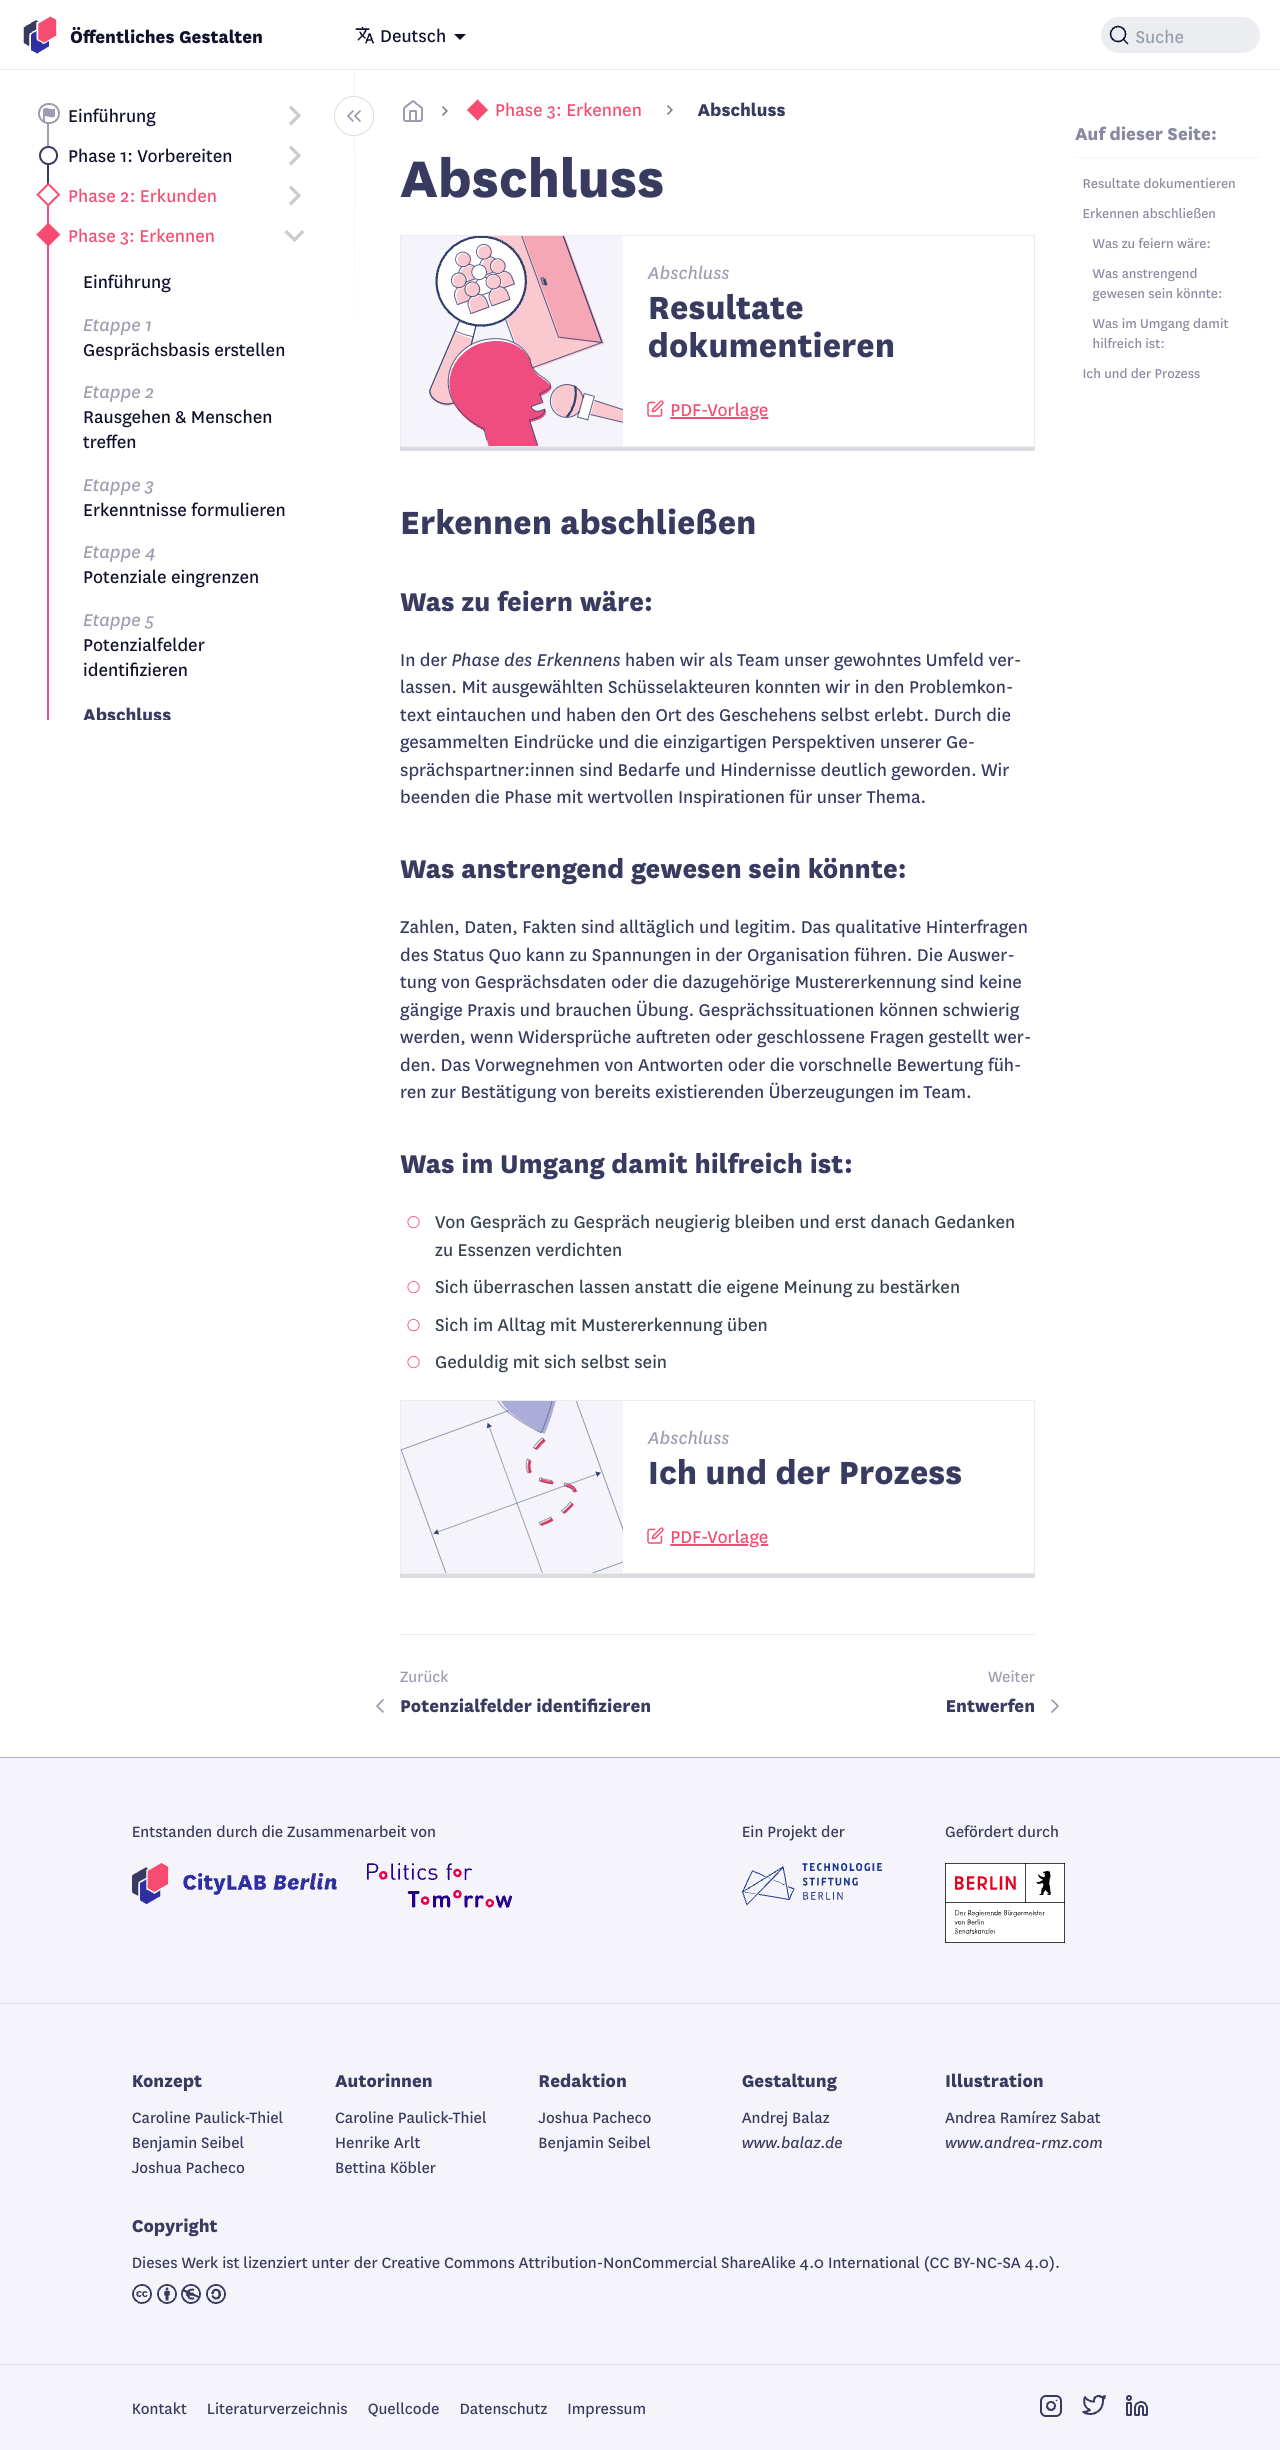 Öffentliches Gestalten
Deutsch
Suche
Einführung
Phase 1: Vorbereiten
Phase 2: Erkunden
Phase 3: Erkennen
Einführung
Etappe 1
Gesprächsbasis erstellen
Etappe 2
Rausgehen & Menschen
treffen
Etappe 3
Erkenntnisse formulieren
Etappe 4
Potenziale eingrenzen
Etappe 5
Potenzialfelder
identifizieren
Abschluss
Phase 3: Erkennen
Abschluss
Abschluss
Abschluss
Resultate
dokumentieren
PDF-Vorlage
Erkennen abschließen
Was zu feiern wäre:
In der Phase des Erkennens haben wir als Team unser gewohntes Umfeld ver-
lassen. Mit ausgewählten Schüsselakteuren konnten wir in den Problemkon-
text eintauchen und haben den Ort des Geschehens selbst erlebt. Durch die
gesammelten Eindrücke und die einzigartigen Perspektiven unserer Ge-
sprächspartner:innen sind Bedarfe und Hindernisse deutlich geworden. Wir
beenden die Phase mit wertvollen Inspirationen für unser Thema.
Was anstrengend gewesen sein könnte:
Zahlen, Daten, Fakten sind alltäglich und legitim. Das qualitative Hinterfragen
des Status Quo kann zu Spannungen in der Organisation führen. Die Auswer-
tung von Gesprächsdaten oder die dazugehörige Mustererkennung sind keine
gängige Praxis und brauchen Übung. Gesprächssituationen können schwierig
werden, wenn Widersprüche auftreten oder geschlossene Fragen gestellt wer-
den. Das Vorwegnehmen von Antworten oder die vorschnelle Bewertung füh-
ren zur Bestätigung von bereits existierenden Überzeugungen im Team.
Was im Umgang damit hilfreich ist:
Von Gespräch zu Gespräch neugierig bleiben und erst danach Gedanken
zu Essenzen verdichten
Sich überraschen lassen anstatt die eigene Meinung zu bestärken
Sich im Alltag mit Mustererkennung üben
Geduldig mit sich selbst sein
Abschluss
Ich und der Prozess
PDF-Vorlage
Zurück
Potenzialfelder identifizieren
Weiter
Entwerfen
Auf dieser Seite:
Resultate dokumentieren
Erkennen abschließen
Was zu feiern wäre:
Was anstrengend
gewesen sein könnte:
Was im Umgang damit
hilfreich ist:
Ich und der Prozess
Entstanden durch die Zusammenarbeit von
CityLAB Berlin
Politics for
Tomorrow
Ein Projekt der
TECHNOLOGIE
STIFTUNG
BERLIN
Gefördert durch
BERLIN
Der Regierende Bürgermeister
von Berlin
Senatskanzlei
Konzept
Caroline Paulick-Thiel
Benjamin Seibel
Joshua Pacheco
Autorinnen
Caroline Paulick-Thiel
Henrike Arlt
Bettina Köbler
Redaktion
Joshua Pacheco
Benjamin Seibel
Gestaltung
Andrej Balaz
www.balaz.de
Illustration
Andrea Ramírez Sabat
www.andrea-rmz.com
Copyright
Dieses Werk ist lizenziert unter der Creative Commons Attribution-NonCommercial ShareAlike 4.0 International (CC BY-NC-SA 4.0).
Kontakt Literaturverzeichnis Quellcode Datenschutz Impressum